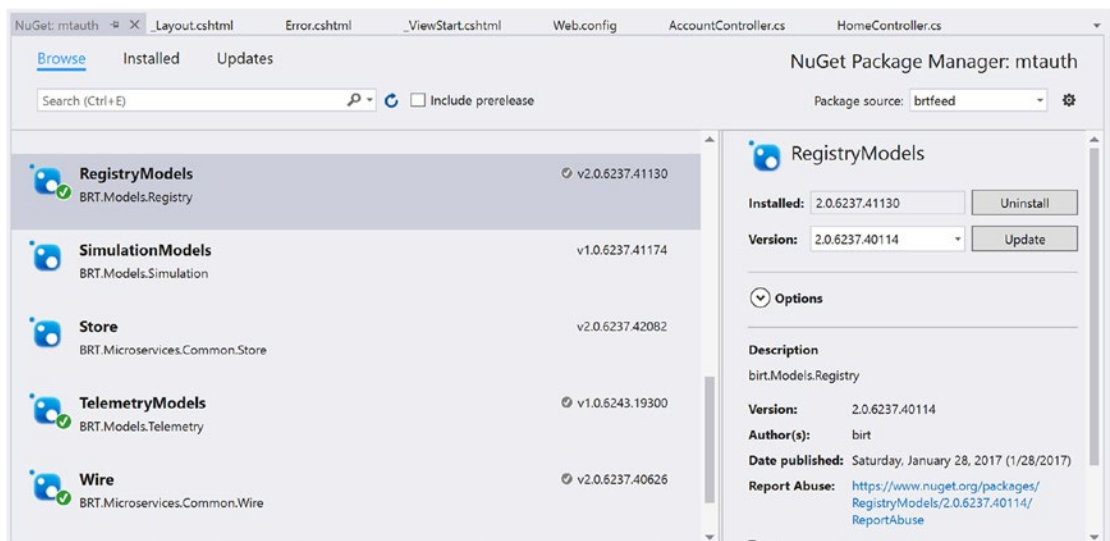 NuGet: mtauth _Layout.cshtml Error.cshtml _ViewStart.cshtml Web.config AccountController.cs HomeController.cs
Browse Installed Updates
NuGet Package Manager: mtauth
Search (Ctrl+E)
Include prerelease
Package source: brtfeed
RegistryModels
v2.0.6237.41130
BRT.Models.Registry
SimulationModels
v1.0.6237.41174
BRT.Models.Simulation
Store
v2.0.6237.42082
BRT.Microservices.Common.Store
TelemetryModels
v1.0.6243.19300
BRT.Models.Telemetry
Wire
v2.0.6237.40626
BRT.Microservices.Common.Wire
RegistryModels
Installed: 2.0.6237.41130 Uninstall
Version: 2.0.6237.40114 Update
Options
Description
birt.Models.Registry
Version: 2.0.6237.40114
Author(s): birt
Date published: Saturday, January 28, 2017 (1/28/2017)
Report Abuse: https://www.nuget.org/packages/
RegistryModels/2.0.6237.40114/
ReportAbuse